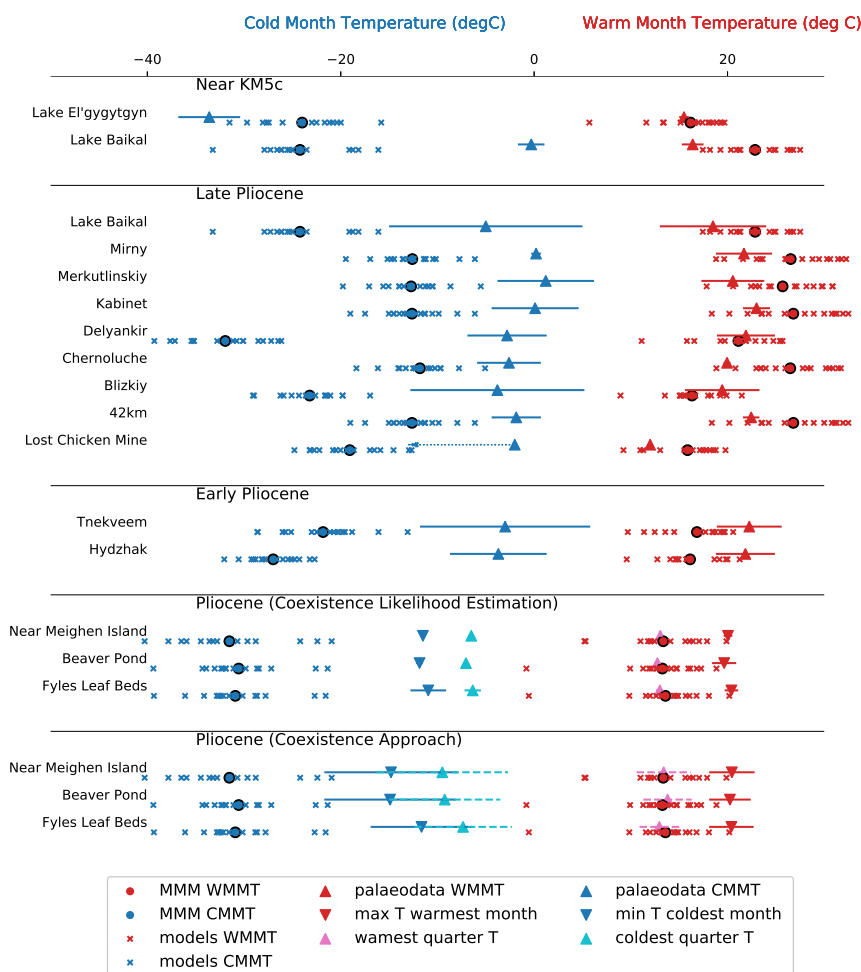 Cold Month Temperature (degC) Warm Month Temperature (deg C)
−40 −20 0 20
Near KM5c
Lake El'gygytgyn
Lake Baikal
Late Pliocene
Lake Baikal
Mirny
Merkutlinskiy
Kabinet
Delyankir
Chernoluche
Blizkiy
42km
Lost Chicken Mine
Early Pliocene
Tnekveem
Hydzhak
Pliocene (Coexistence Likelihood Estimation)
Near Meighen Island
Beaver Pond
Fyles Leaf Beds
Pliocene (Coexistence Approach)
Near Meighen Island
Beaver Pond
Fyles Leaf Beds
MMM WMMT palaeodata WMMT palaeodata CMMT
MMM CMMT max T warmest month min T coldest month
models WMMT wamest quarter T coldest quarter T
models CMMT